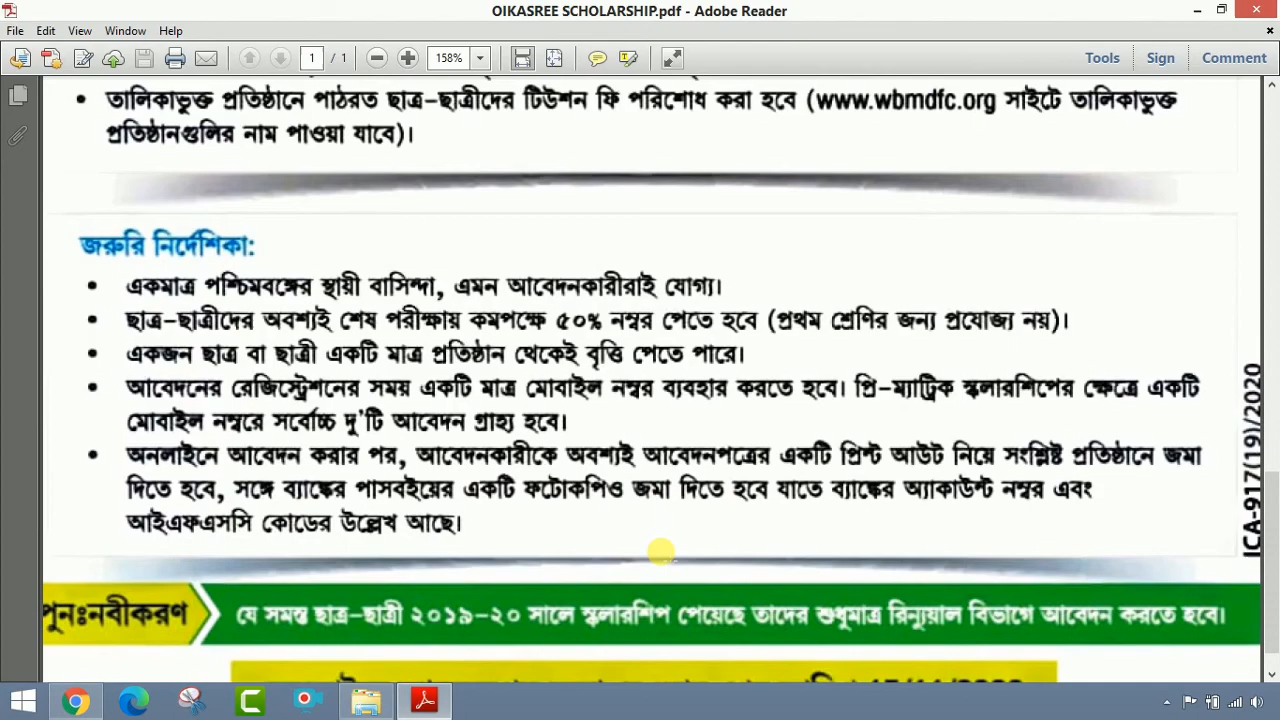 OIKASREE SCHOLARSHIP.pdf - Adobe Reader
File Edit View Window Help
1 / 1 158% Tools Sign Comment
• তালিকাভুক্ত প্রতিষ্ঠানে পাঠরত ছাত্র-ছাত্রীদের টিউশন ফি পরিশোধ করা হবে (www.wbmdfc.org সাইটে তালিকাভুক্ত
প্রতিষ্ঠানগুলির নাম পাওয়া যাবে)।
জরুরি নির্দেশিকা:
• একমাত্র পশ্চিমবঙ্গের স্থায়ী বাসিন্দা, এমন আবেদনকারীরাই যোগ্য।
• ছাত্র-ছাত্রীদের অবশ্যই শেষ পরীক্ষায় কমপক্ষে ৫০% নম্বর পেতে হবে (প্রথম শ্রেণির জন্য প্রযোজ্য নয়)।
• একজন ছাত্র বা ছাত্রী একটি মাত্র প্রতিষ্ঠান থেকেই বৃত্তি পেতে পারে।
• আবেদনের রেজিস্ট্রেশনের সময় একটি মাত্র মোবাইল নম্বর ব্যবহার করতে হবে। প্রি-ম্যাট্রিক স্কলারশিপের ক্ষেত্রে একটি
মোবাইল নম্বরে সর্বোচ্চ দু'টি আবেদন গ্রাহ্য হবে।
• অনলাইনে আবেদন করার পর, আবেদনকারীকে অবশ্যই আবেদনপত্রের একটি প্রিন্ট আউট নিয়ে সংশ্লিষ্ট প্রতিষ্ঠানে জমা
দিতে হবে, সঙ্গে ব্যাঙ্কের পাসবইয়ের একটি ফটোকপিও জমা দিতে হবে যাতে ব্যাঙ্কের অ্যাকাউন্ট নম্বর এবং
আইএফএসসি কোডের উল্লেখ আছে।
ICA-917(19)/2020
পুনঃনবীকরণ যে সমস্ত ছাত্র-ছাত্রী ২০১৯-২০ সালে স্কলারশিপ পেয়েছে তাদের শুধুমাত্র রিন্যুয়াল বিভাগে আবেদন করতে হবে।